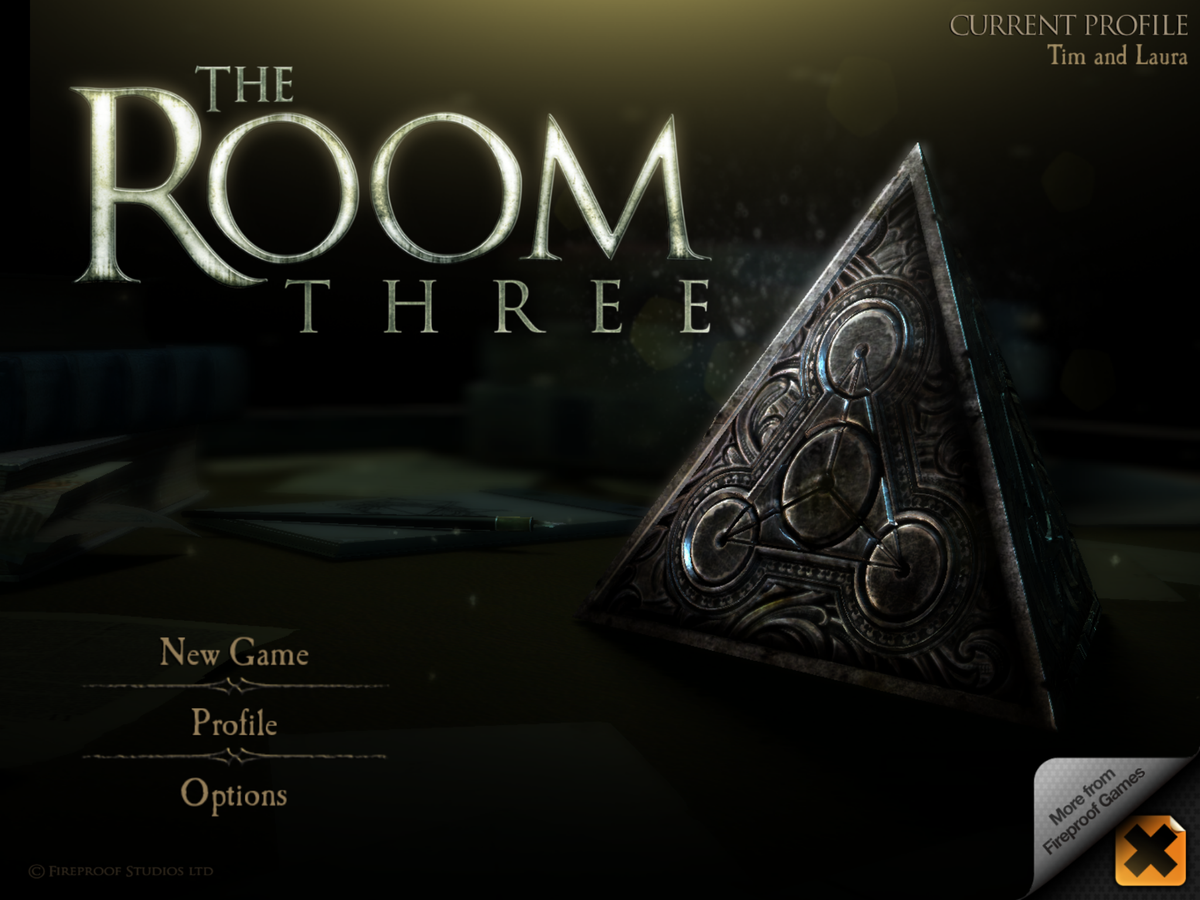 CURRENT PROFILE
Tim and Laura
THE
ROOM
THREE
New Game
Profile
Options
© FIREPROOF STUDIOS LTD
More from
Fireproof Games